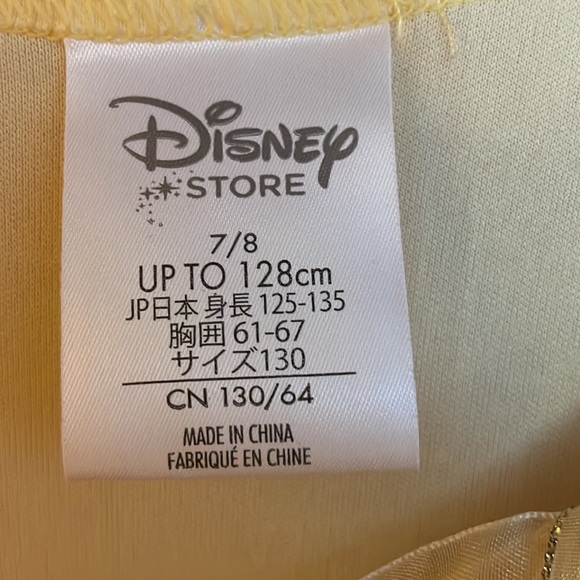 Disney
STORE
7/8
UP TO 128cm
JP日本 身長 125-135
胸囲 61-67
サイズ130
CN 130/64
MADE IN CHINA
FABRIQUÉ EN CHINE